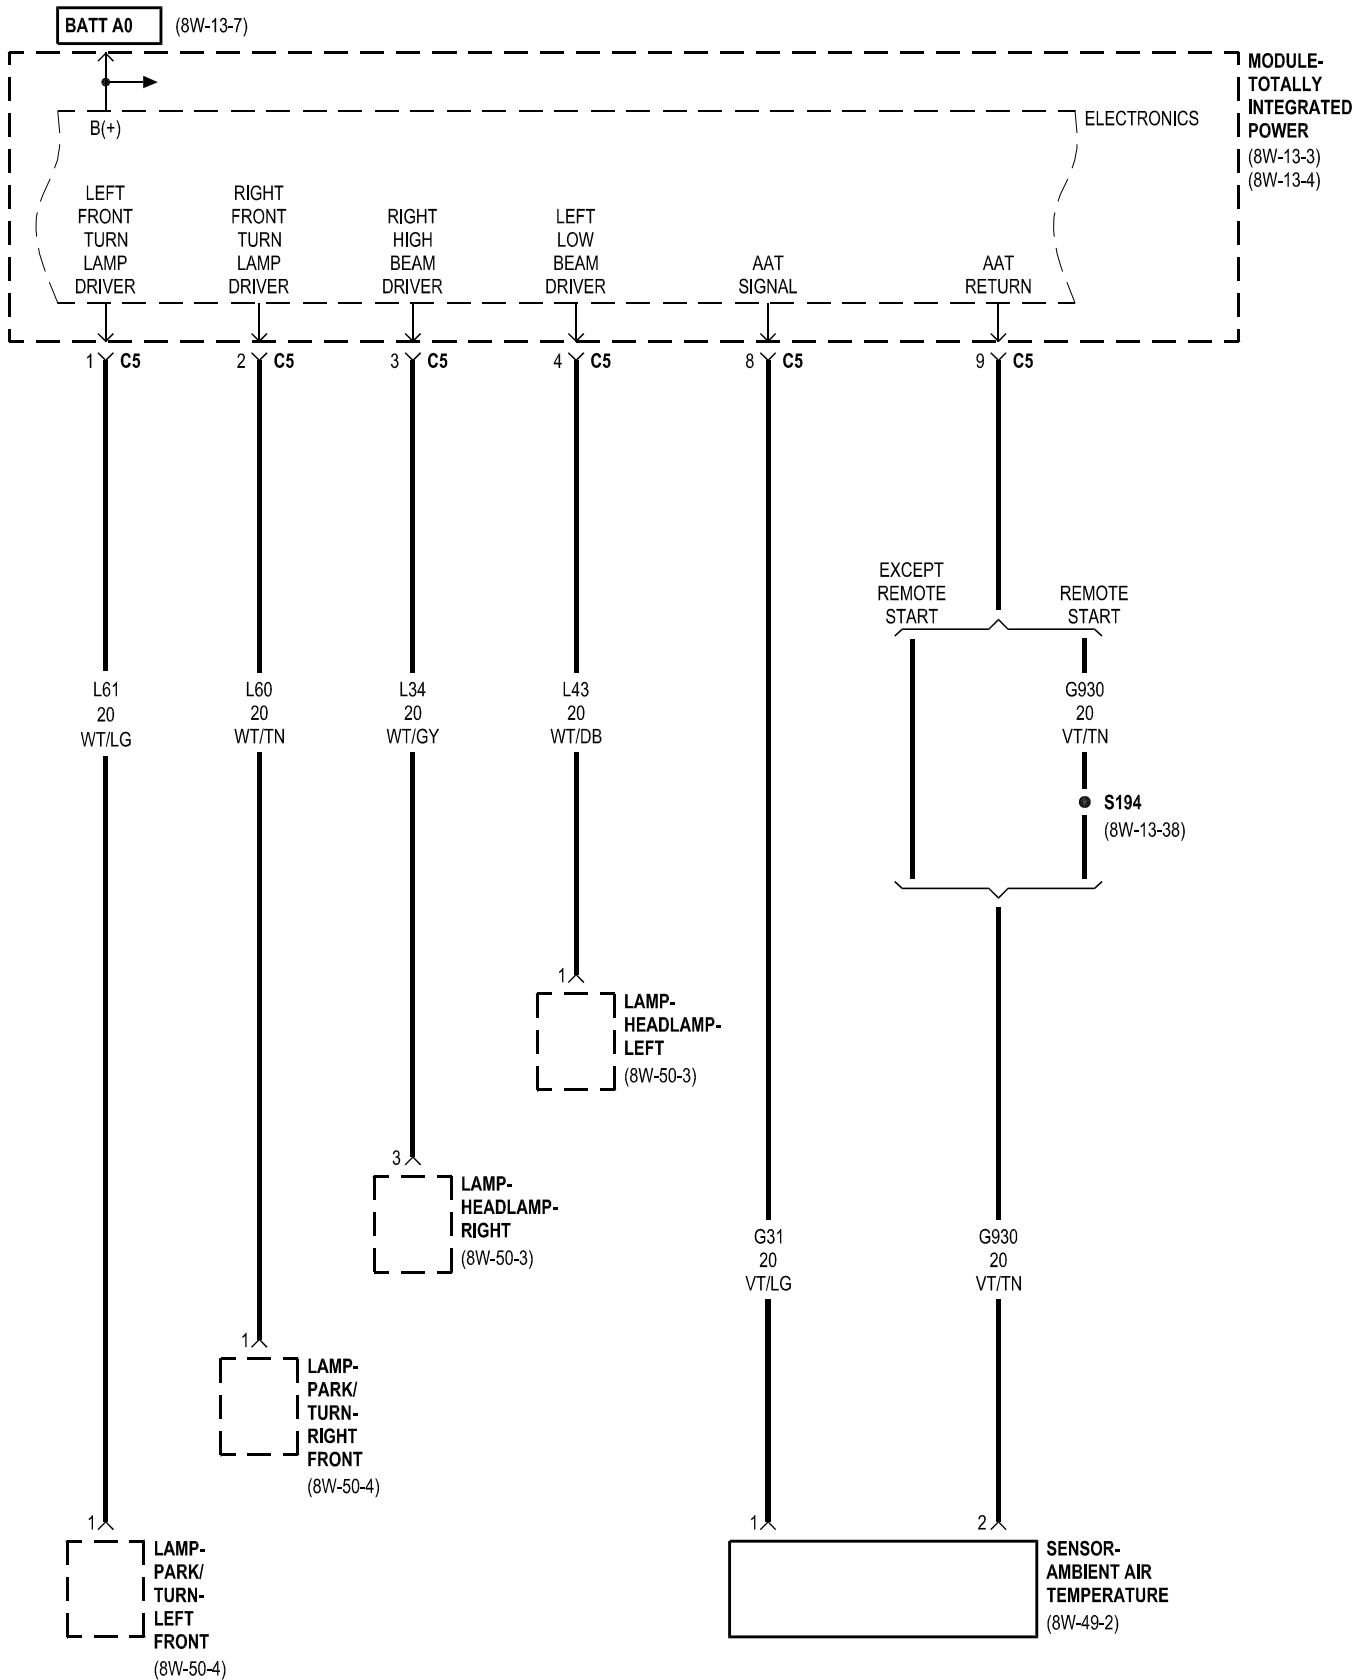 BATT A0 (8W-13-7)
MODULE-
TOTALLY
INTEGRATED
POWER
(8W-13-3)
(8W-13-4)
B(+)
ELECTRONICS
LEFT
FRONT
TURN
LAMP
DRIVER
RIGHT
FRONT
TURN
LAMP
DRIVER
RIGHT
HIGH
BEAM
DRIVER
LEFT
LOW
BEAM
DRIVER
AAT
SIGNAL
AAT
RETURN
1 C5
2 C5
3 C5
4 C5
8 C5
9 C5
EXCEPT
REMOTE
START
REMOTE
START
L61
20
WT/LG
L60
20
WT/TN
L34
20
WT/GY
L43
20
WT/DB
G930
20
VT/TN
S194
(8W-13-38)
1
LAMP-
HEADLAMP-
LEFT
(8W-50-3)
3
LAMP-
HEADLAMP-
RIGHT
(8W-50-3)
G31
20
VT/LG
G930
20
VT/TN
1
LAMP-
PARK/
TURN-
RIGHT
FRONT
(8W-50-4)
1
LAMP-
PARK/
TURN-
LEFT
FRONT
(8W-50-4)
1
2
SENSOR-
AMBIENT AIR
TEMPERATURE
(8W-49-2)